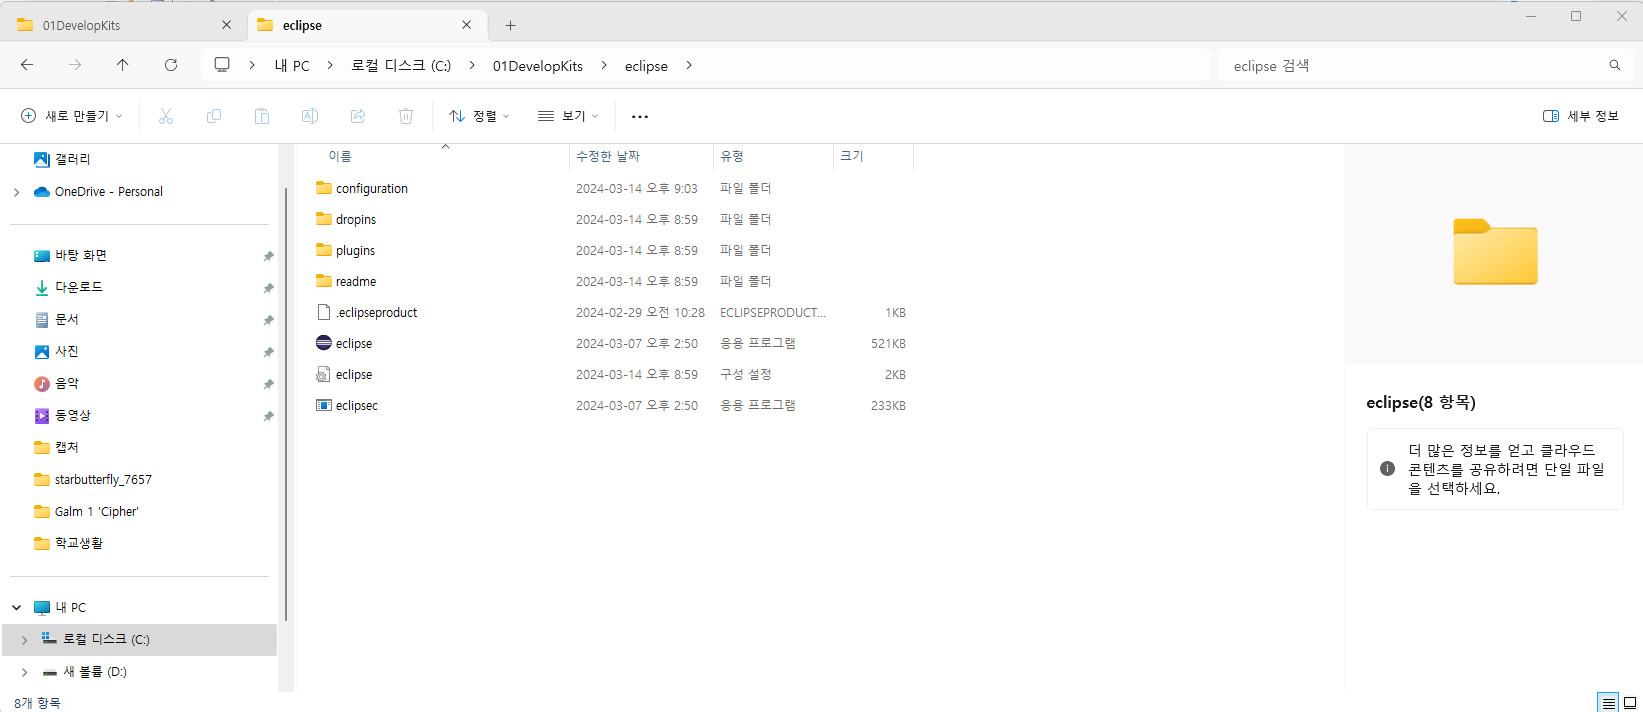 01DevelopKits
eclipse
내 PC
로컬 디스크 (C:)
01DevelopKits
eclipse
eclipse 검색
새로 만들기
정렬
보기
세부 정보
갤러리
OneDrive - Personal
바탕 화면
다운로드
문서
사진
음악
동영상
캡처
starbutterfly_7657
Galm 1 'Cipher'
학교생활
내 PC
로컬 디스크 (C:)
새 볼륨 (D:)
이름 수정한 날짜 유형 크기
configuration 2024-03-14 오후 9:03 파일 폴더
dropins 2024-03-14 오후 8:59 파일 폴더
plugins 2024-03-14 오후 8:59 파일 폴더
readme 2024-03-14 오후 8:59 파일 폴더
.eclipseproduct 2024-02-29 오전 10:28 ECLIPSEPRODUCT... 1KB
eclipse 2024-03-07 오후 2:50 응용 프로그램 521KB
eclipse 2024-03-14 오후 8:59 구성 설정 2KB
eclipsec 2024-03-07 오후 2:50 응용 프로그램 233KB
eclipse(8 항목)
더 많은 정보를 얻고 클라우드
콘텐츠를 공유하려면 단일 파일
을 선택하세요.
8개 항목